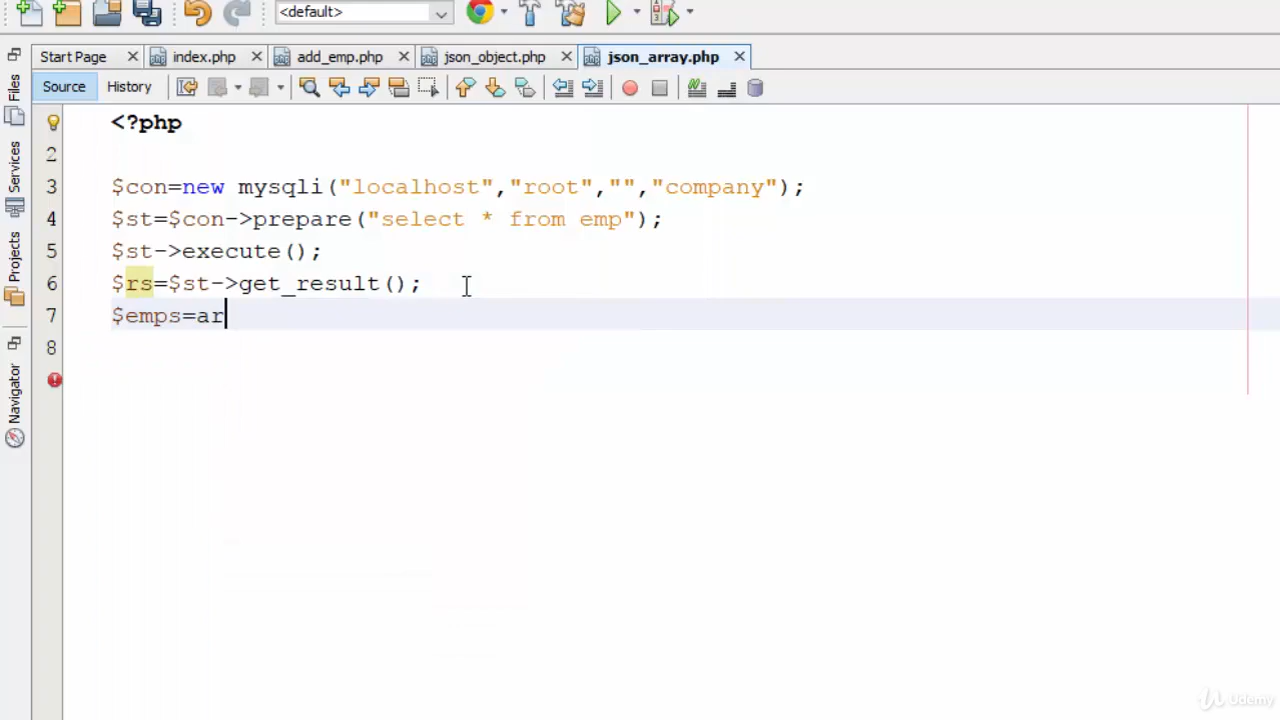 <default>
Start Page
index.php
add_emp.php
json_object.php
json_array.php
Source
History
Files
Services
Projects
Navigator
<?php
2
3 $con=new mysqli("localhost","root","","company");
4 $st=$con->prepare("select * from emp");
5 $st->execute();
6 $rs=$st->get_result();
7 $emps=ar
8
Udemy